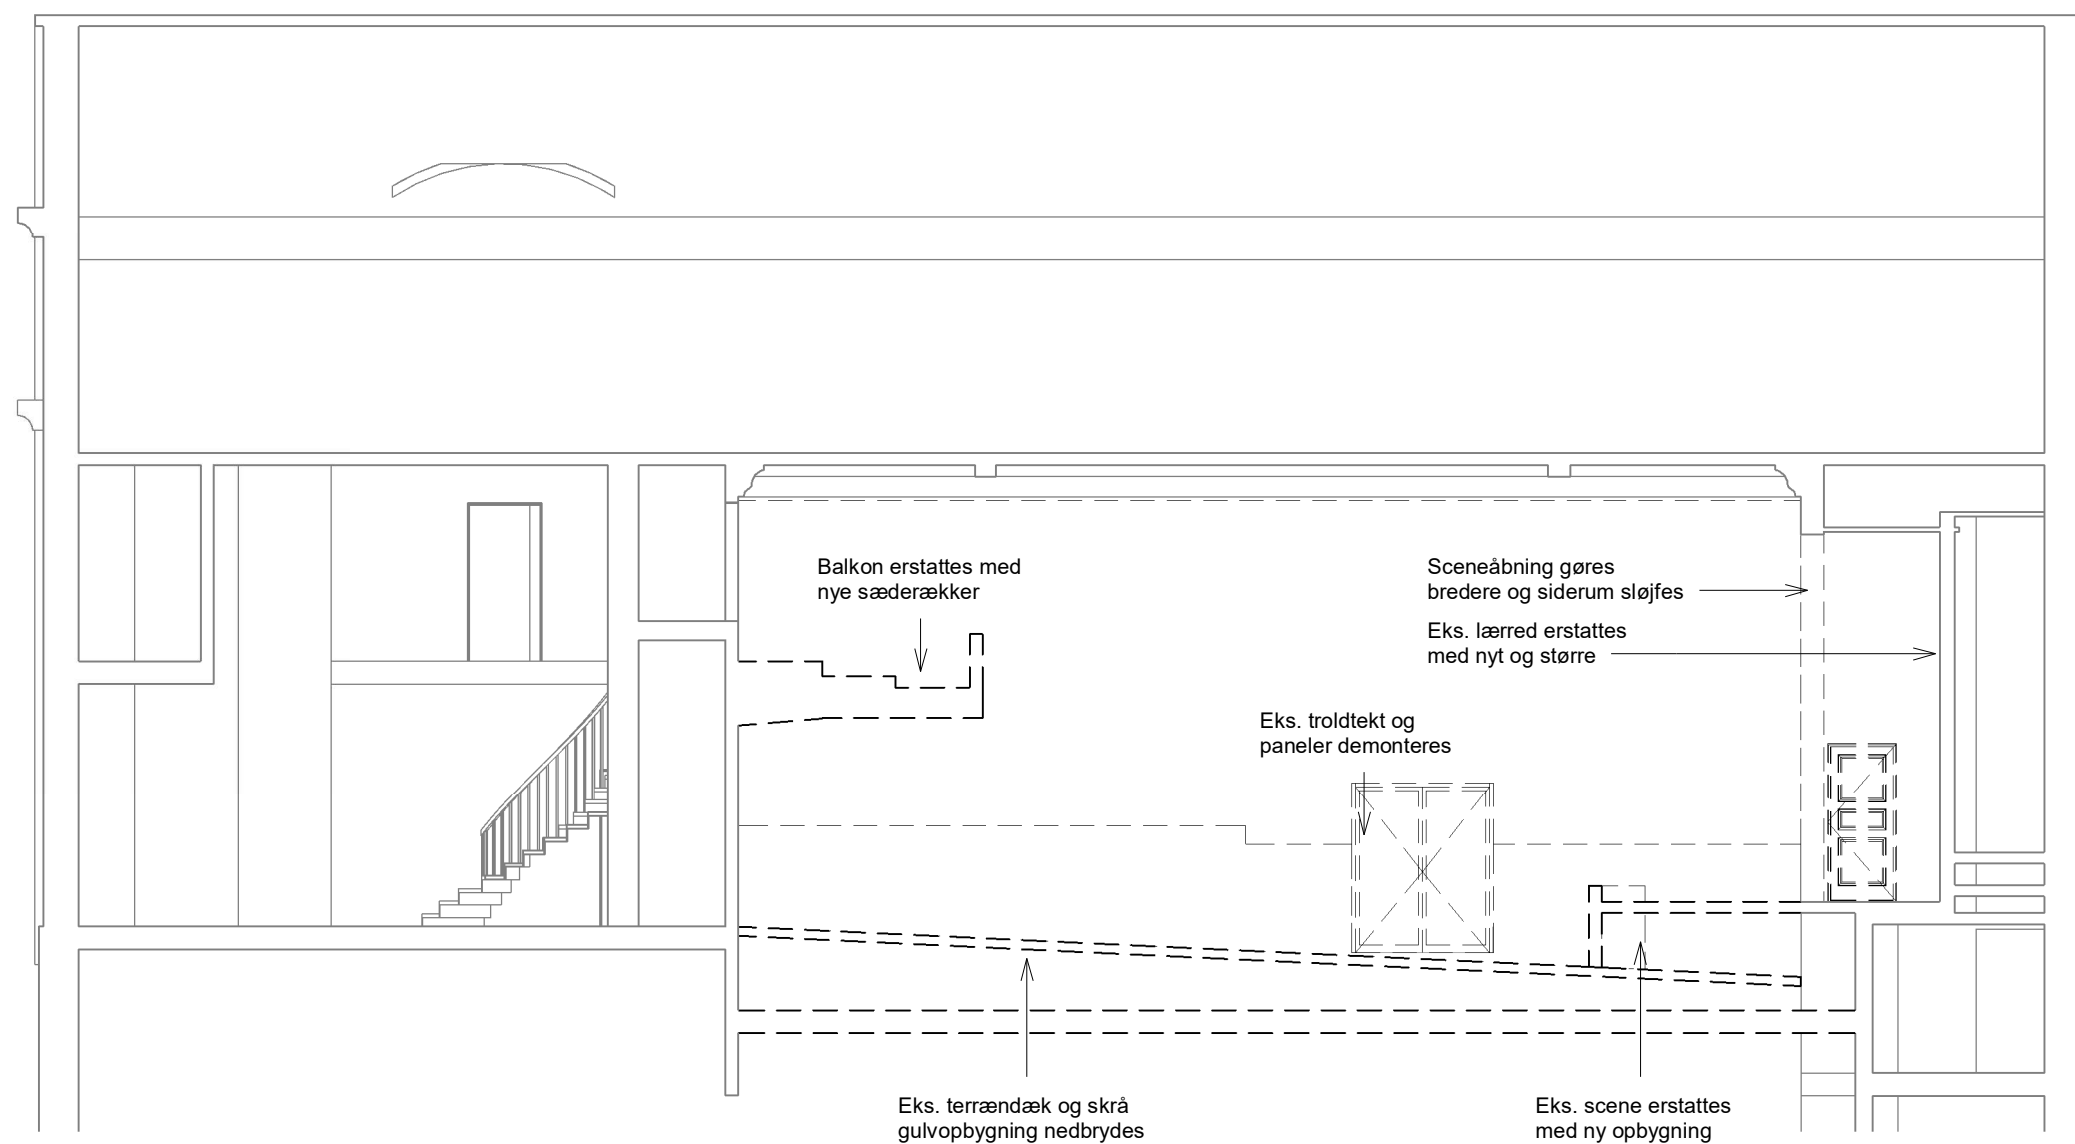 Balkon erstattes med
nye sæderækker
Sceneåbning gøres
bredere og siderum sløjfes
Eks. lærred erstattes
med nyt og større
Eks. troldtekt og
paneler demonteres
Eks. terrændæk og skrå
gulvopbygning nedbrydes
Eks. scene erstattes
med ny opbygning